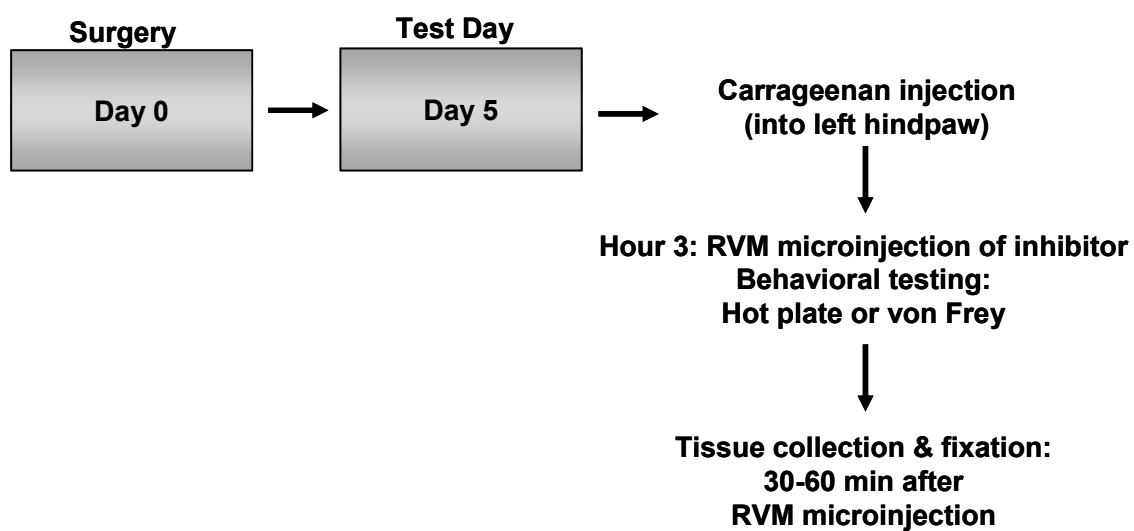 Surgery
Day 0
Test Day
Day 5
Carrageenan injection
(into left hindpaw)
Hour 3: RVM microinjection of inhibitor
Behavioral testing:
Hot plate or von Frey
Tissue collection & fixation:
30-60 min after
RVM microinjection